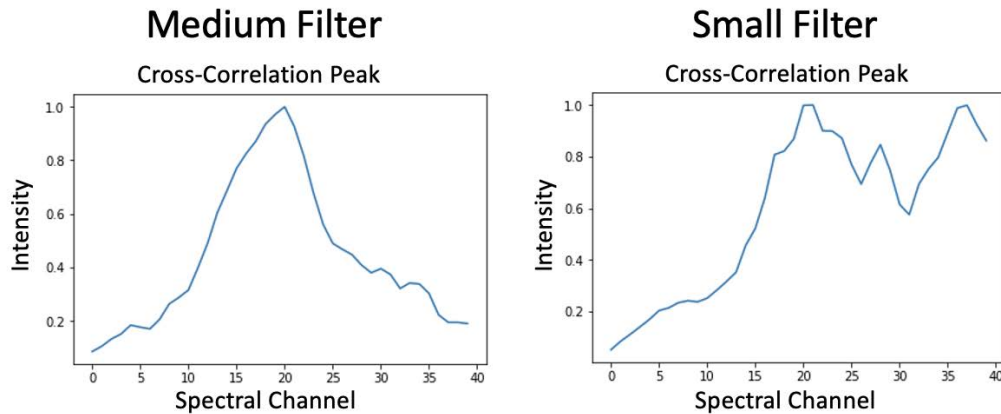 Medium Filter
Cross-Correlation Peak
1.0
0.8
0.6
0.4
0.2
Intensity
0 5 10 15 20 25 30 35 40
Spectral Channel
Small Filter
Cross-Correlation Peak
1.0
0.8
0.6
0.4
0.2
Intensity
0 5 10 15 20 25 30 35 40
Spectral Channel